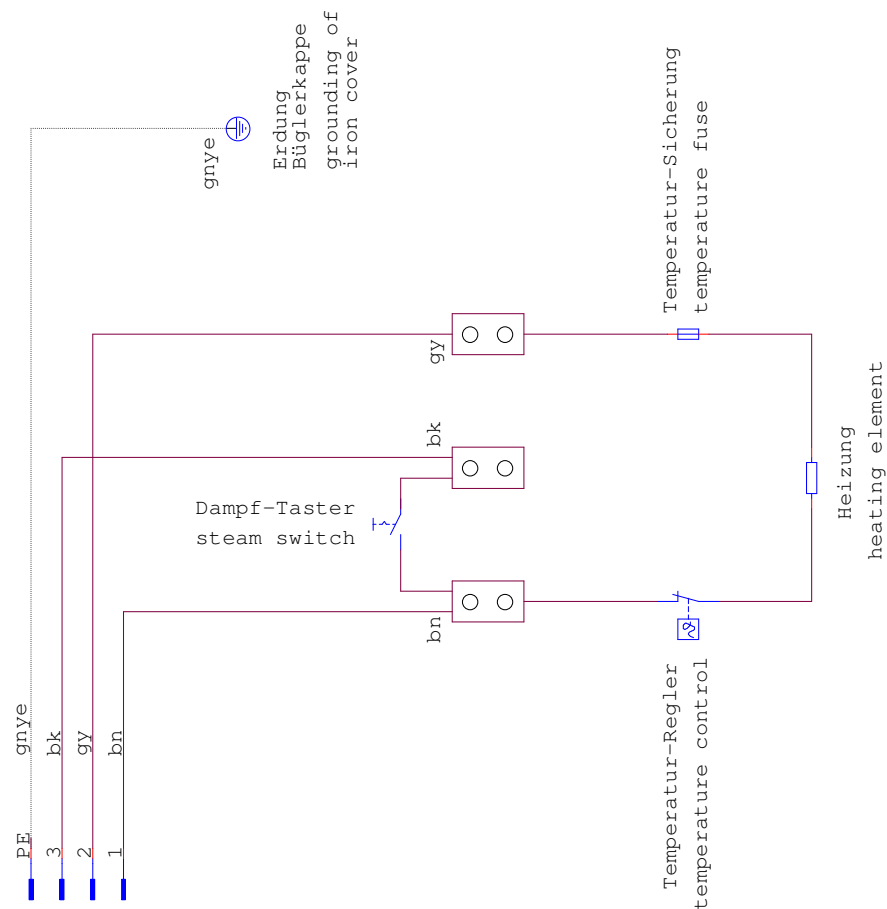 Erdung
Büglerkappe
grounding of
iron cover
gnye
Temperatur-Sicherung
temperature fuse
gy
bk
Dampf-Taster
steam switch
bn
Heizung
heating element
Temperatur-Regler
temperature control
gnye
bk
gy
bn
PE
3
2
1